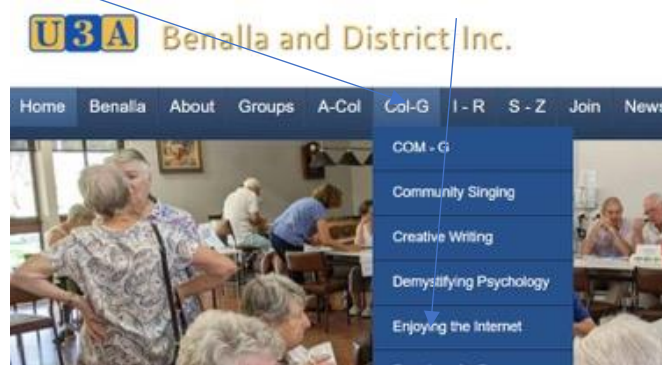 U3A Benalla and District Inc.
Home Benalla About Groups A-Col Col-G I - R S - Z Join News
COM - G
Community Singing
Creative Writing
Demystifying Psychology
Enjoying the Internet